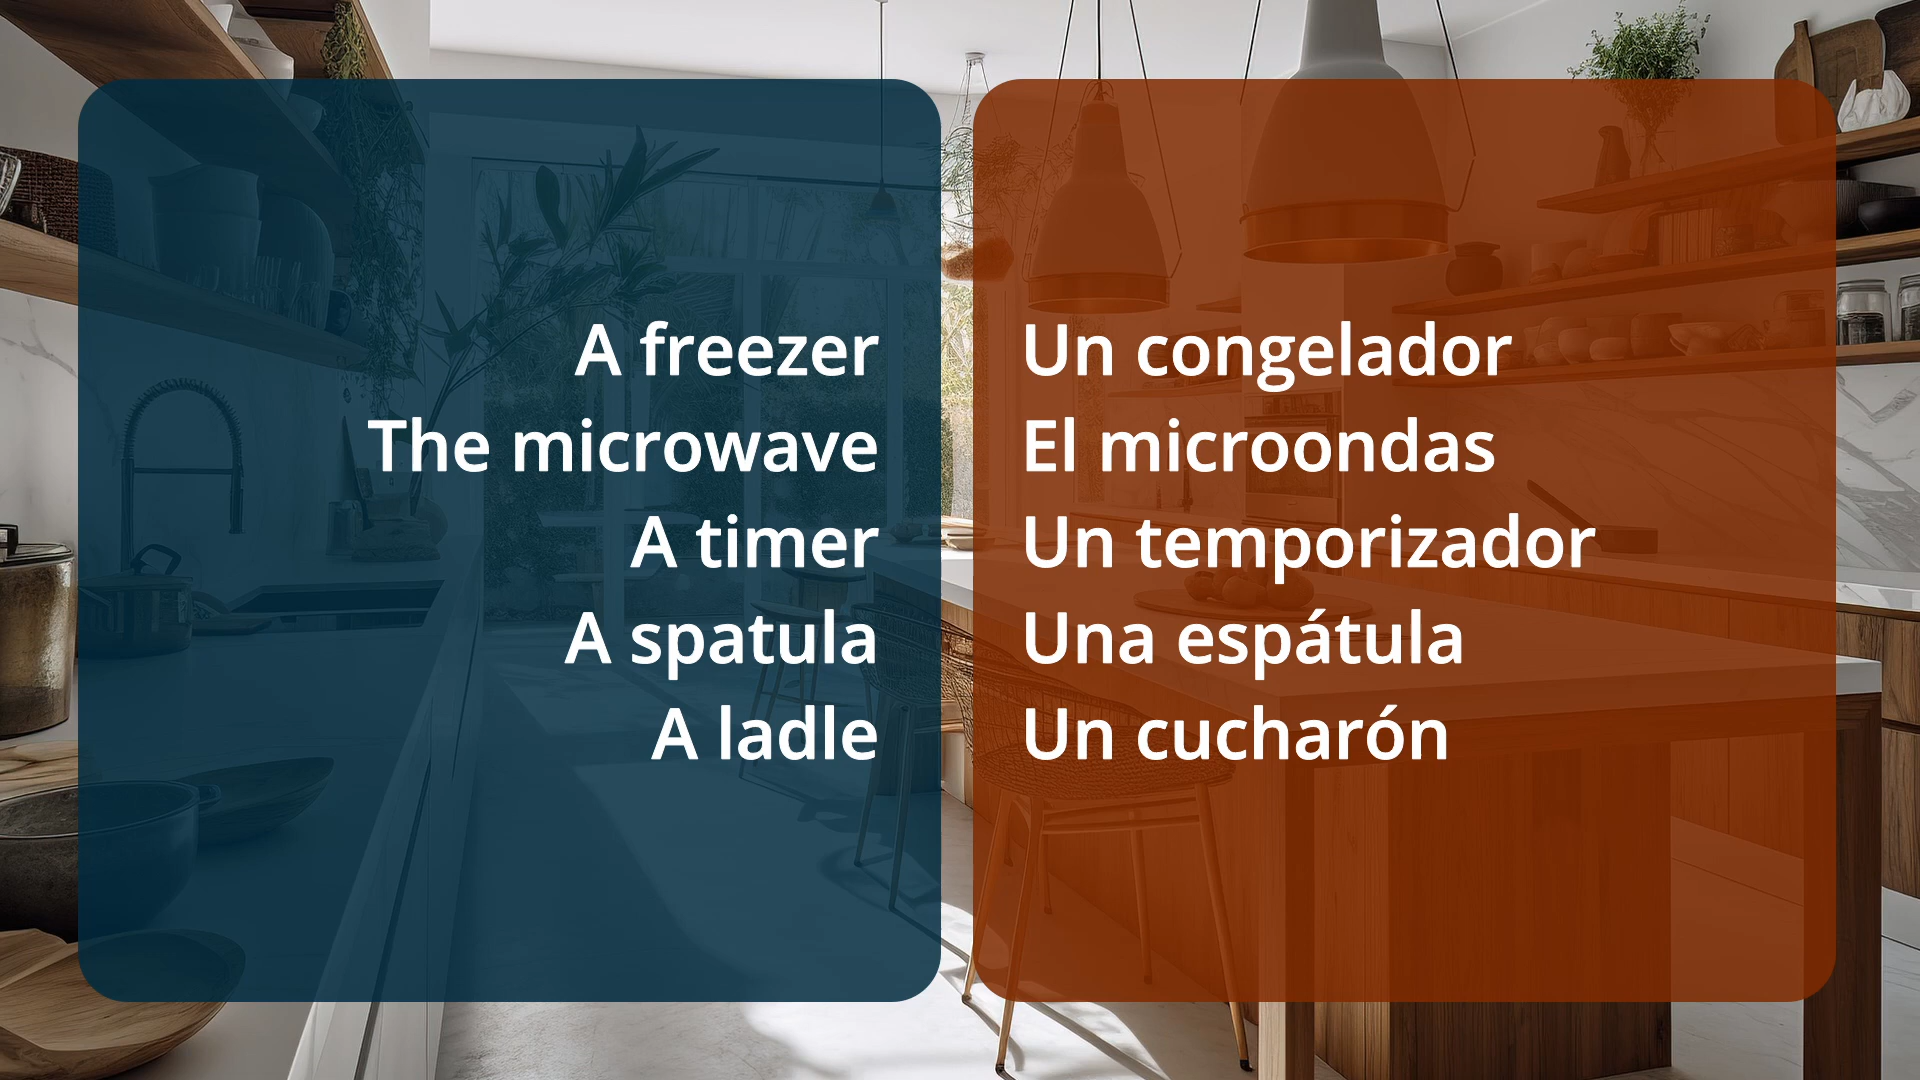 A freezer
The microwave
A timer
A spatula
A ladle
Un congelador
El microondas
Un temporizador
Una espátula
Un cucharón